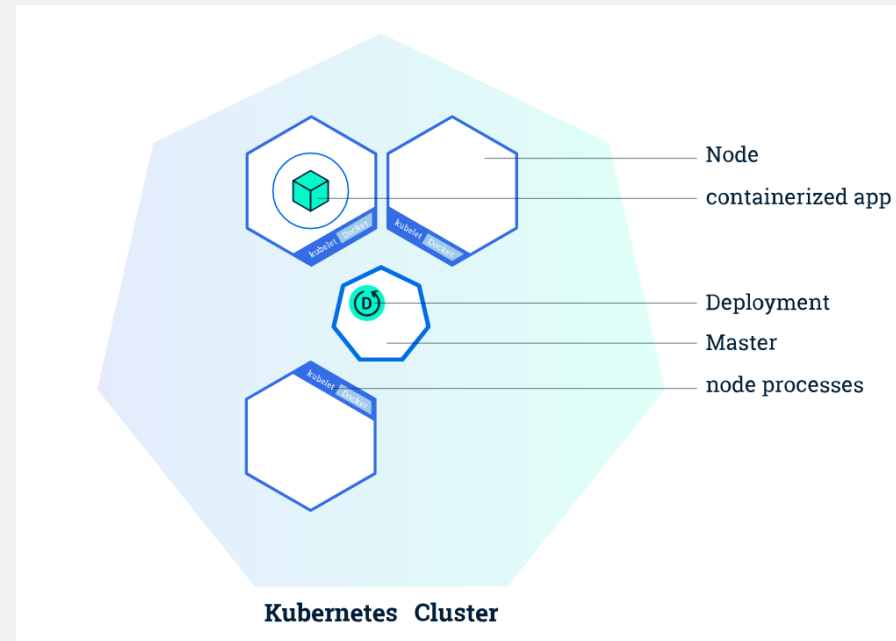 Node
containerized app
kubelet Docker
kubelet Docker
D
Deployment
Master
kubelet Docker
node processes
Kubernetes Cluster